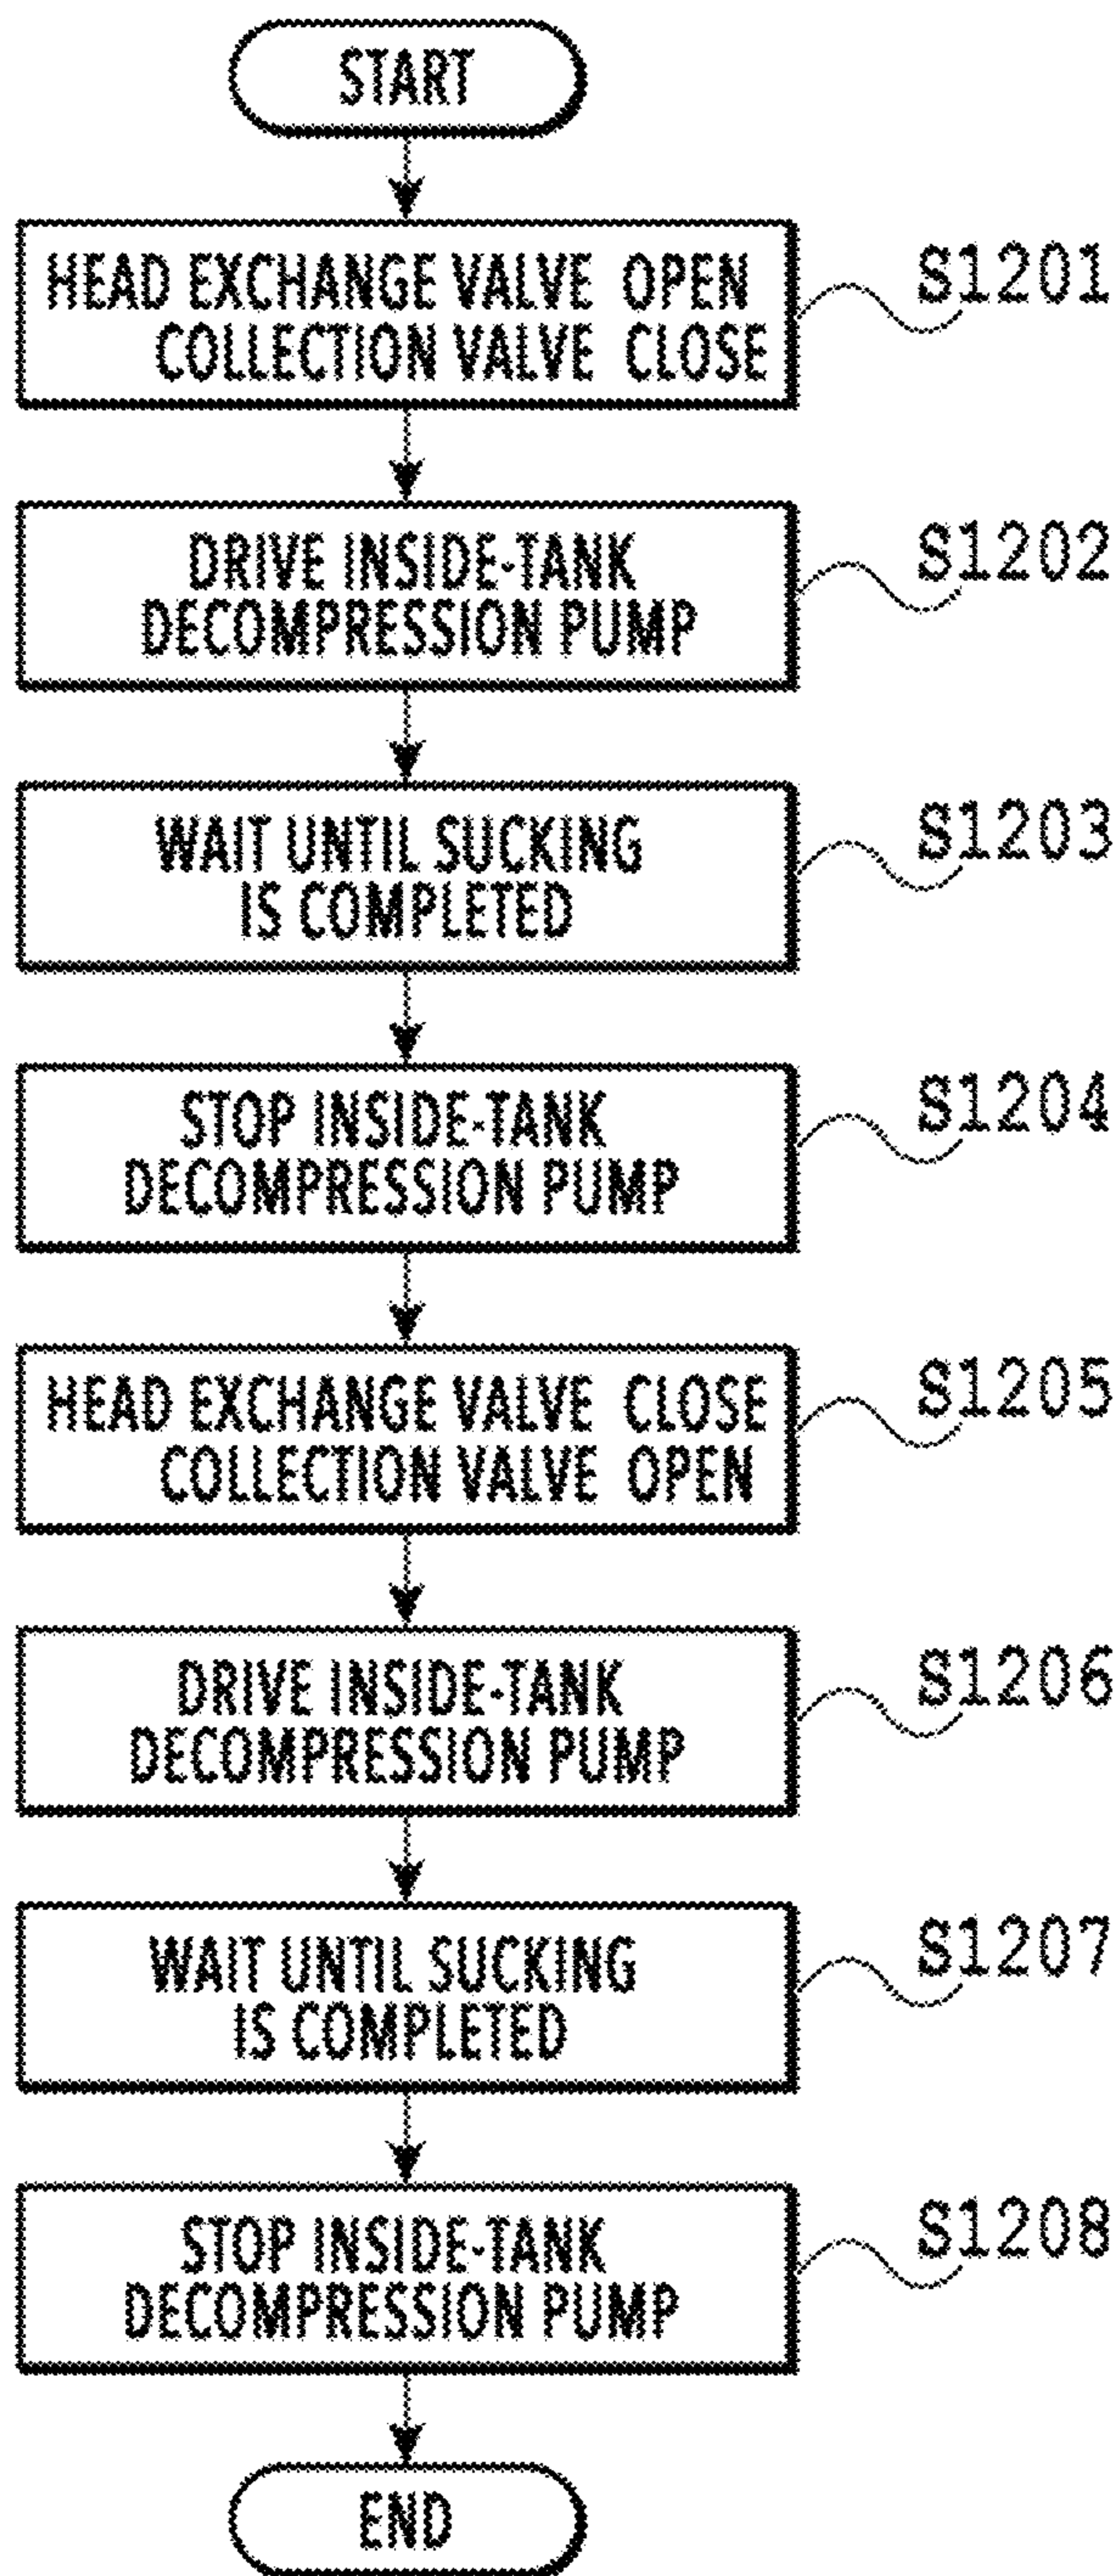 START
HEAD EXCHANGE VALVE OPEN
COLLECTION VALVE CLOSE
S1201
DRIVE INSIDE-TANK
DECOMPRESSION PUMP
S1202
WAIT UNTIL SUCKING
IS COMPLETED
S1203
STOP INSIDE-TANK
DECOMPRESSION PUMP
S1204
HEAD EXCHANGE VALVE CLOSE
COLLECTION VALVE OPEN
S1205
DRIVE INSIDE-TANK
DECOMPRESSION PUMP
S1206
WAIT UNTIL SUCKING
IS COMPLETED
S1207
STOP INSIDE-TANK
DECOMPRESSION PUMP
S1208
END